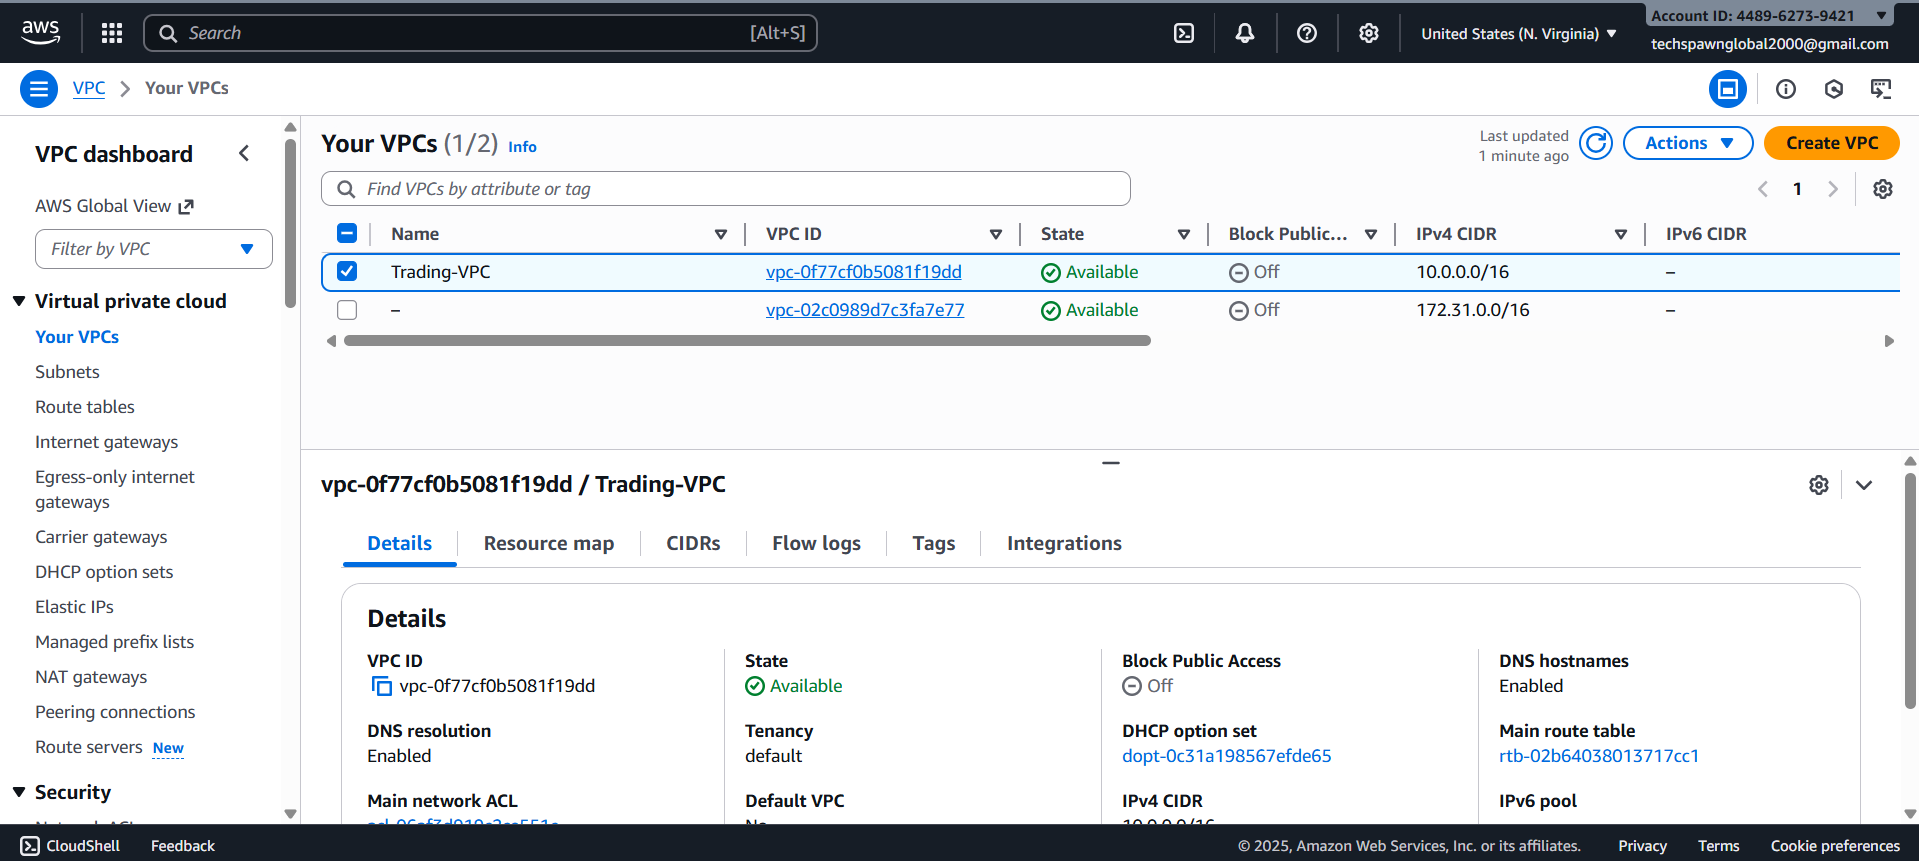 aws
Search [Alt+S]
United States (N. Virginia)
Account ID: 4489-6273-9421
techspawnglobal2000@gmail.com
VPC
Your VPCs
VPC dashboard
AWS Global View
Filter by VPC
Virtual private cloud
Your VPCs
Subnets
Route tables
Internet gateways
Egress-only internet
gateways
Carrier gateways
DHCP option sets
Elastic IPs
Managed prefix lists
NAT gateways
Peering connections
Route servers New
Security
Your VPCs (1/2) Info
Last updated
1 minute ago
Actions
Create VPC
Find VPCs by attribute or tag
1
Name VPC ID State Block Public... IPv4 CIDR IPv6 CIDR
Trading-VPC vpc-0f77cf0b5081f19dd Available Off 10.0.0.0/16 –
– vpc-02c0989d7c3fa7e77 Available Off 172.31.0.0/16 –
vpc-0f77cf0b5081f19dd / Trading-VPC
Details Resource map CIDRs Flow logs Tags Integrations
Details
VPC ID
vpc-0f77cf0b5081f19dd
State
Available
Block Public Access
Off
DNS hostnames
Enabled
DNS resolution
Enabled
Tenancy
default
DHCP option set
dopt-0c31a198567efde65
Main route table
rtb-02b64038013717cc1
Main network ACL
Default VPC
No
IPv4 CIDR
10.0.0.0/16
IPv6 pool
CloudShell Feedback
© 2025, Amazon Web Services, Inc. or its affiliates. Privacy Terms Cookie preferences